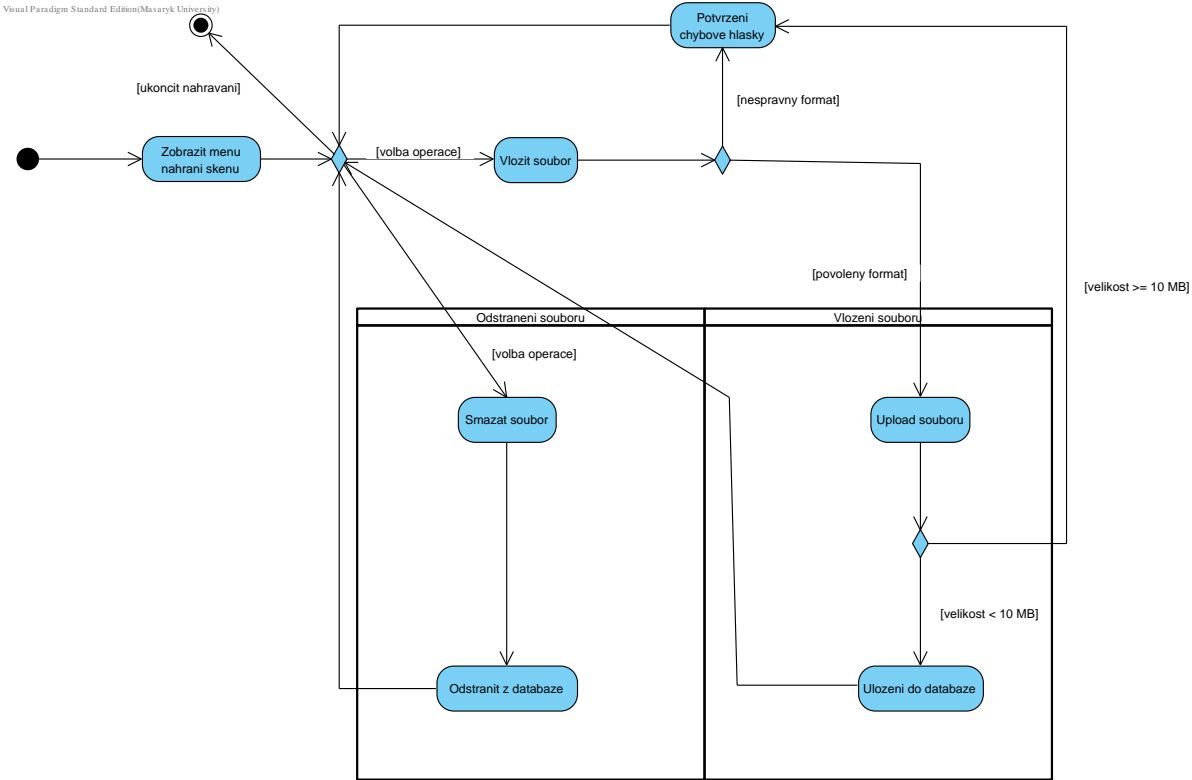 Visual Paradigm Standard Edition(Masaryk University)
Potvrzeni
chybove hlasky
[ukoncit nahravani]
[nespravny format]
Zobrazit menu
nahrani skenu
[volba operace]
Vlozit soubor
[povoleny format]
[velikost >= 10 MB]
Odstraneni souboru
Vlozeni souboru
[volba operace]
Smazat soubor
Upload souboru
[velikost < 10 MB]
Odstranit z databaze
Ulozeni do databaze